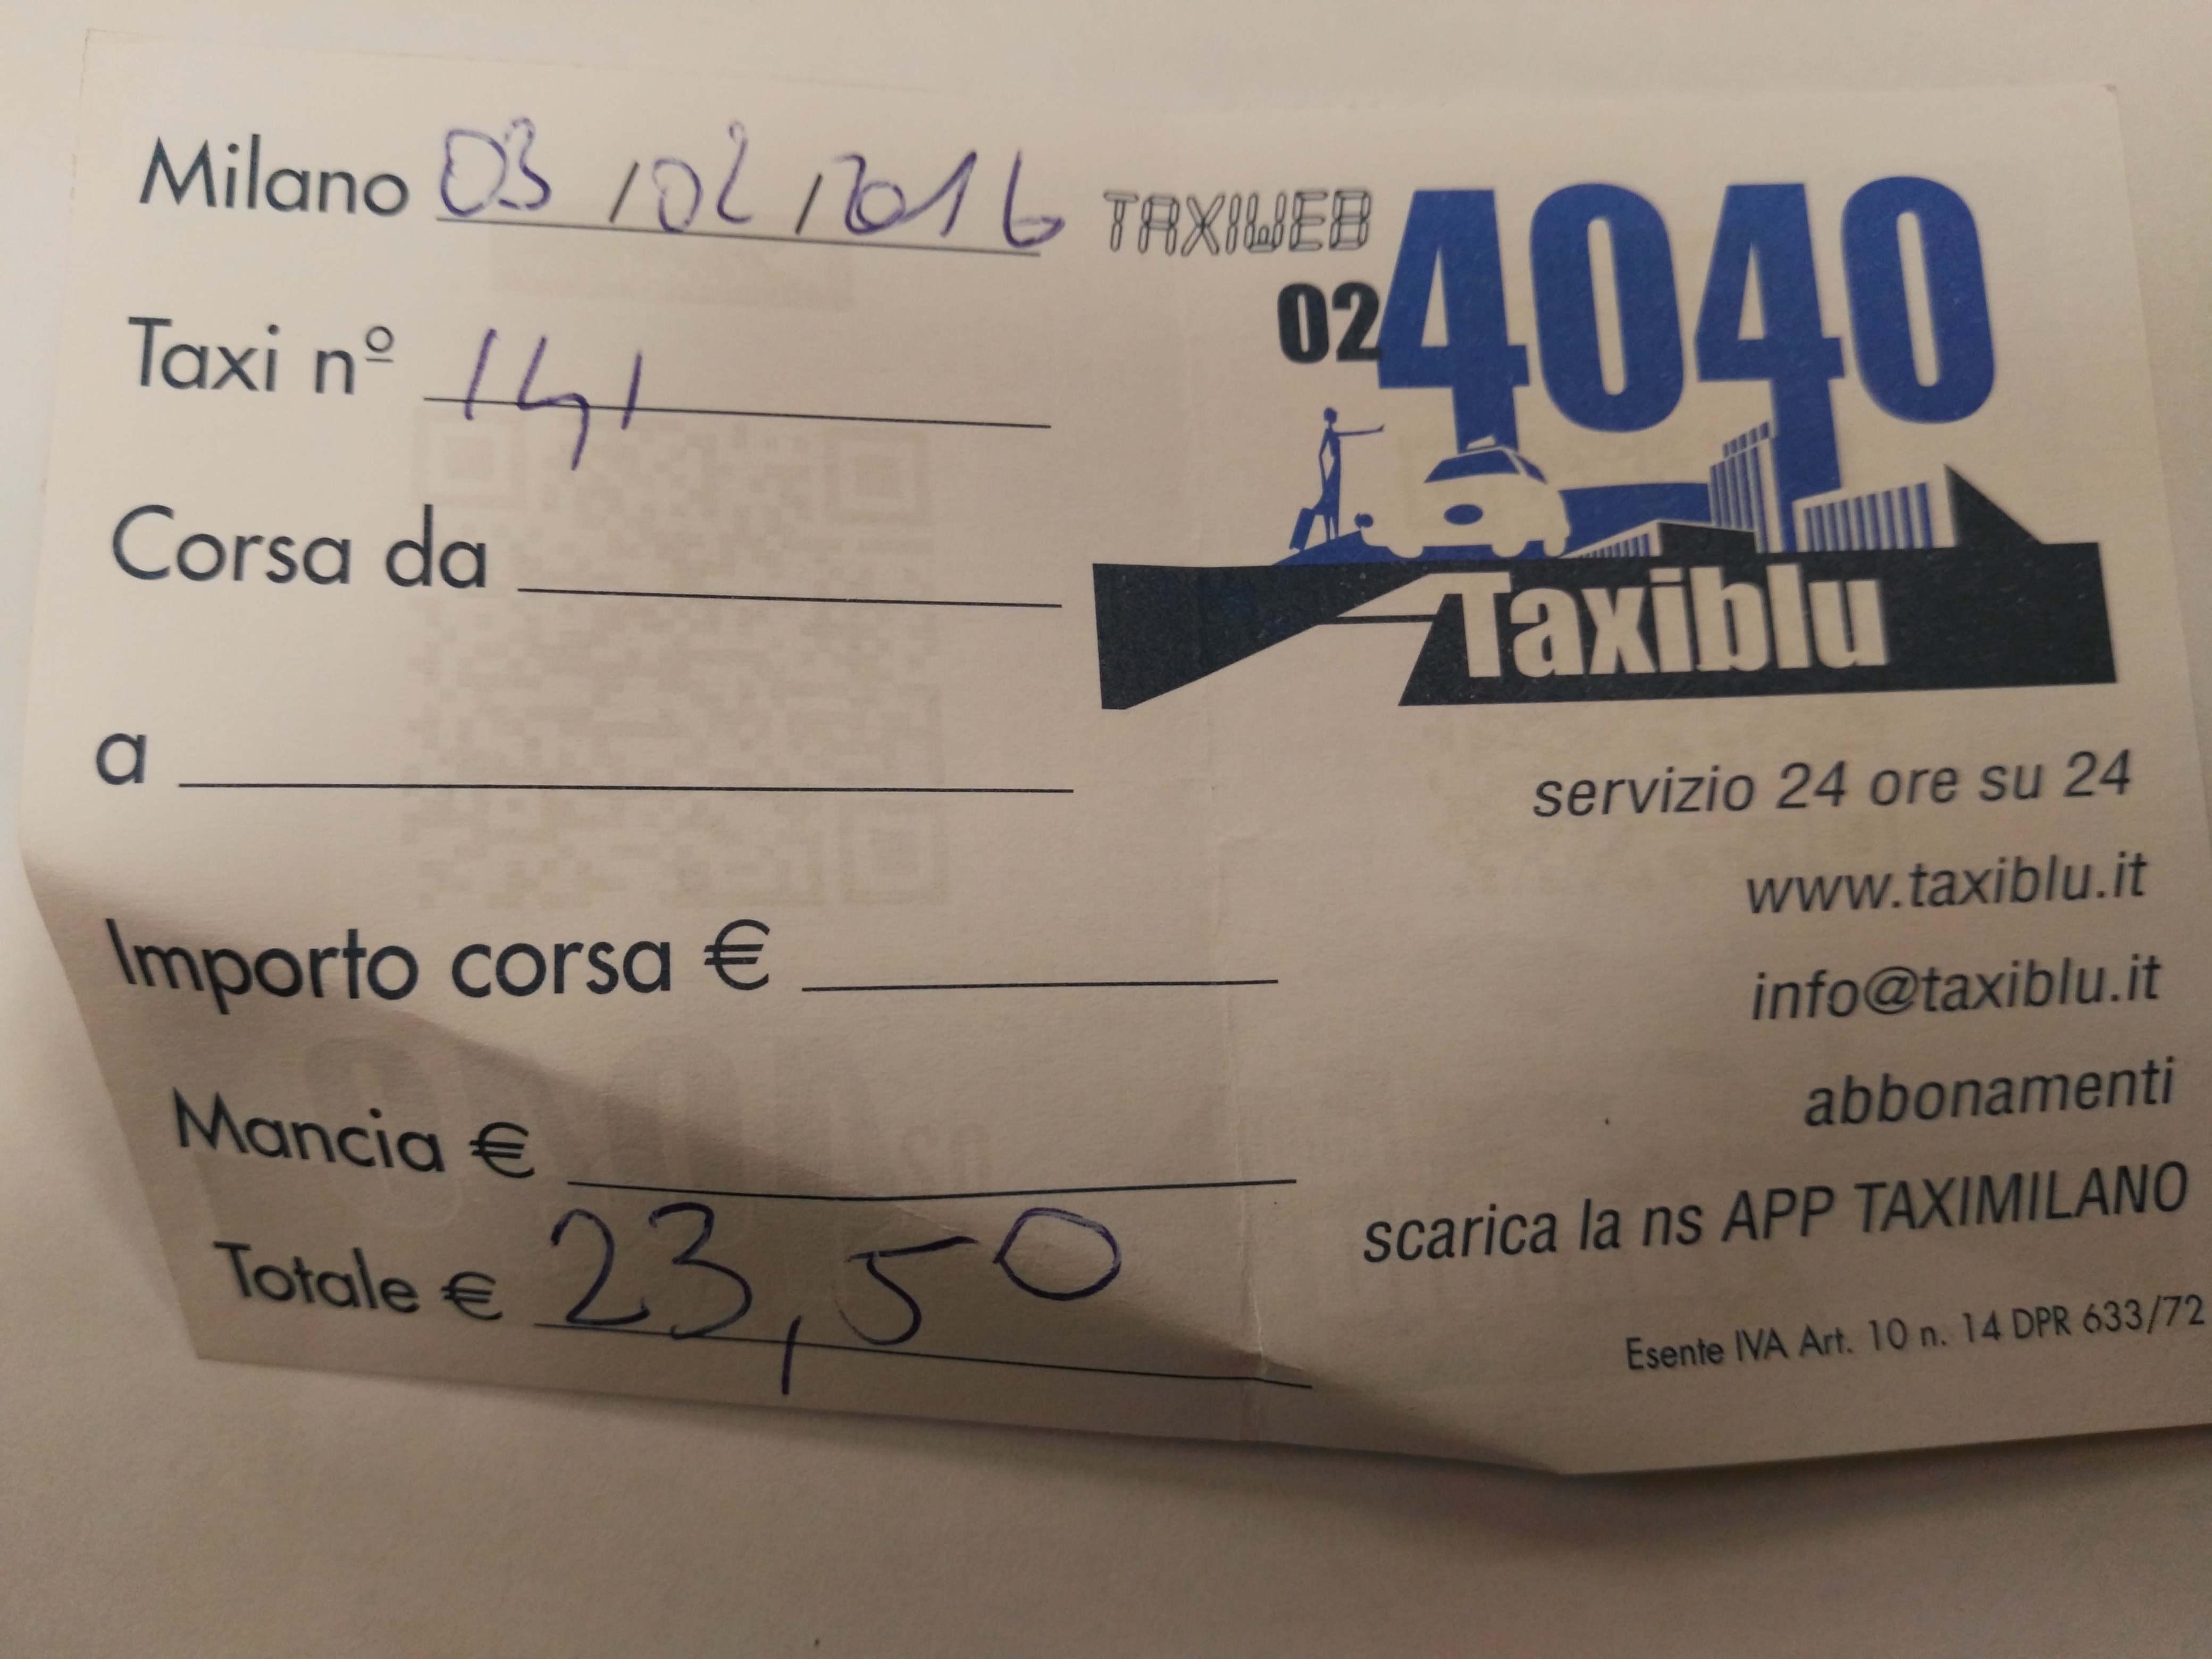 Milano 03/02/2016
Taxi nº 141
Corsa da
a
Importo corsa €
Mancia €
Totale € 23,50
TAXIWEB
024040
Taxiblu
servizio 24 ore su 24
www.taxiblu.it
info@taxiblu.it
abbonamenti
scarica la ns APP TAXIMILANO
Esente IVA Art. 10 n. 14 DPR 633/72